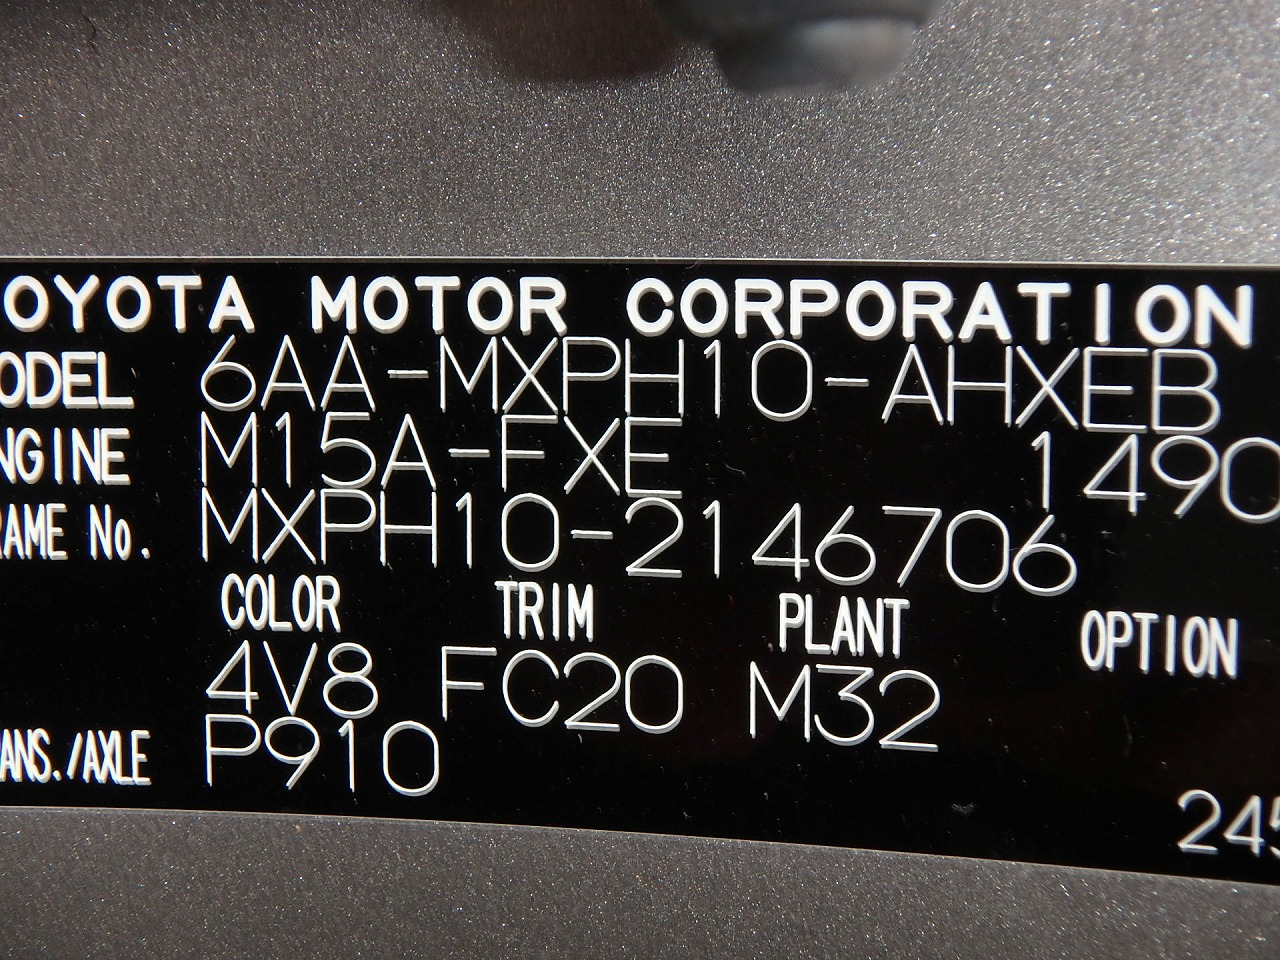 OYOTA MOTOR CORPORATION
ODEL 6AA-MXPH10-AHXEB
NGINE M15A-FXE 1490
RAME No. MXPH10-2146706
COLOR TRIM PLANT OPTION
4V8 FC20 M32
ANS./AXLE P910
245